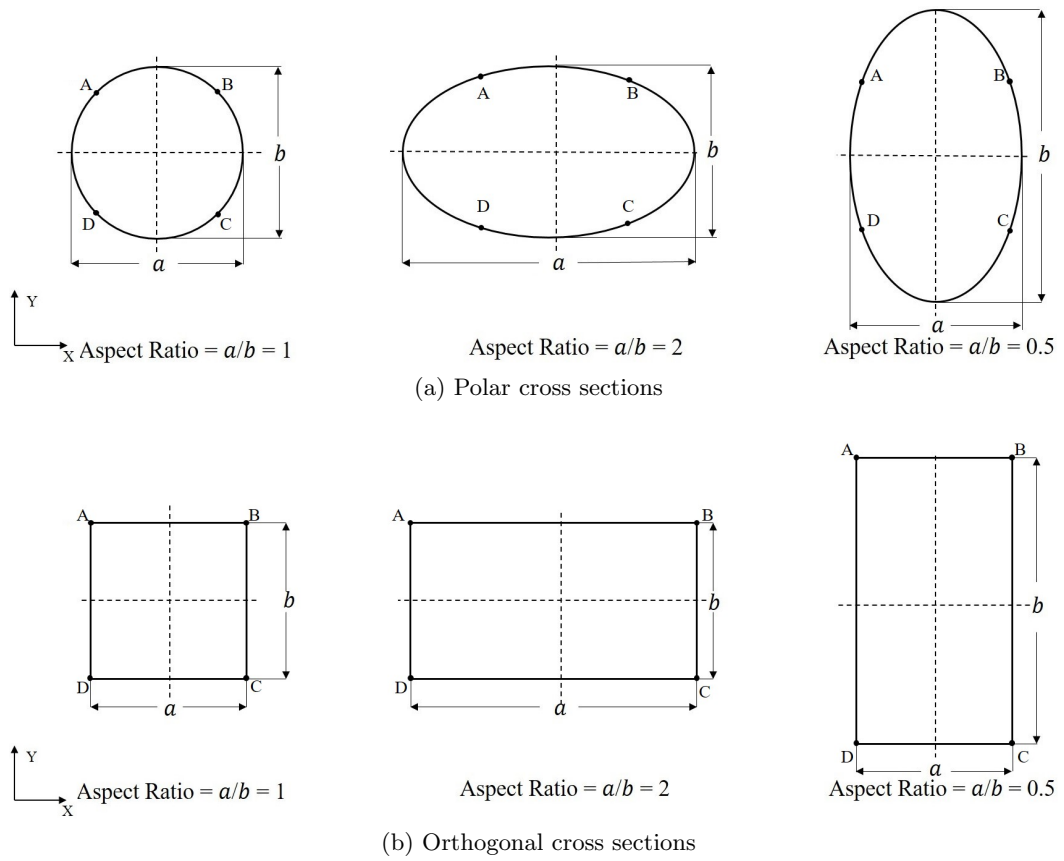 A B
b
D C
a
A B
b
D C
a
A B
b
D C
a
Y
X
Aspect Ratio = a/b = 1
Aspect Ratio = a/b = 2
Aspect Ratio = a/b = 0.5
(a) Polar cross sections
A B
b
D C
a
A B
b
D C
a
A B
b
D C
a
Y
X
Aspect Ratio = a/b = 1
Aspect Ratio = a/b = 2
Aspect Ratio = a/b = 0.5
(b) Orthogonal cross sections